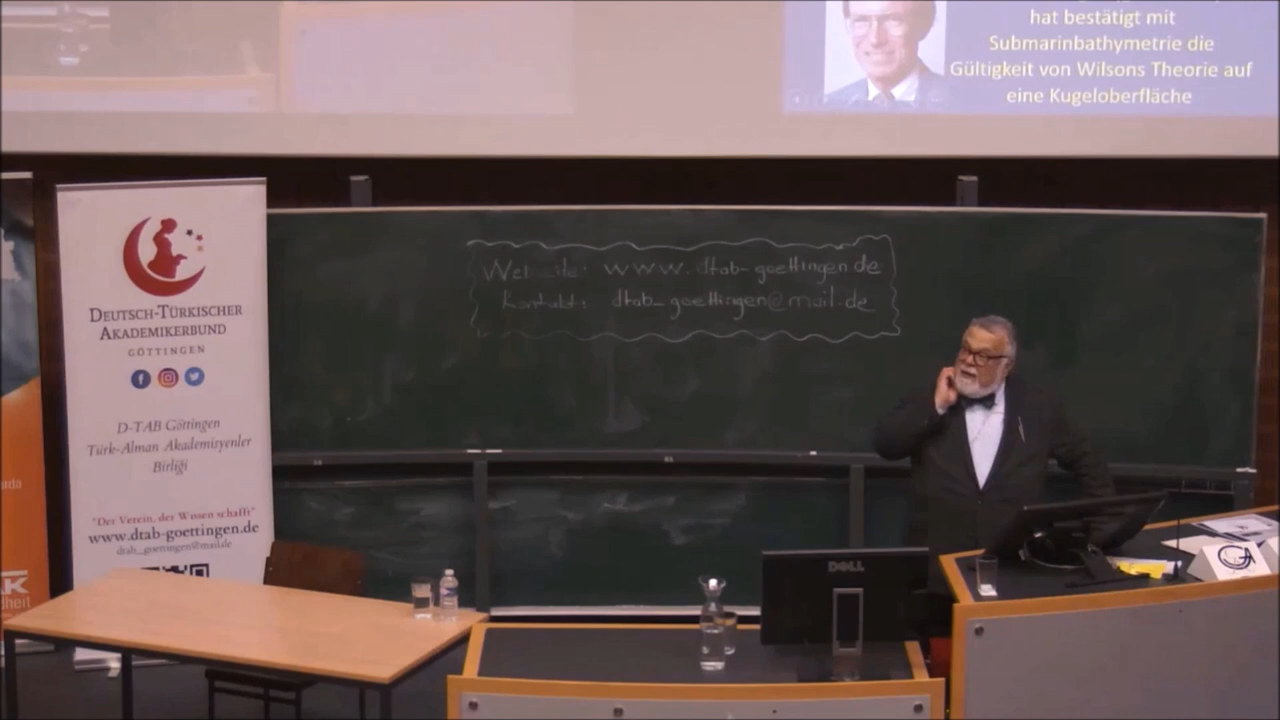 hat bestätigt mit
Submarinbathymetrie die
Gültigkeit von Wilsons Theorie auf
eine Kugeloberfläche
Webseite: www.dtab-goettingen.de
Kontakt: dtab_goettingen@mail.de
DEUTSCH-TÜRKISCHER
AKADEMIKERBUND
GÖTTINGEN
D-TAB Göttingen
Türk-Alman Akademisyenler
Birliği
"Der Verein, der Wissen schafft"
www.dtab-goettingen.de
dtab_goettingen@mail.de
DELL